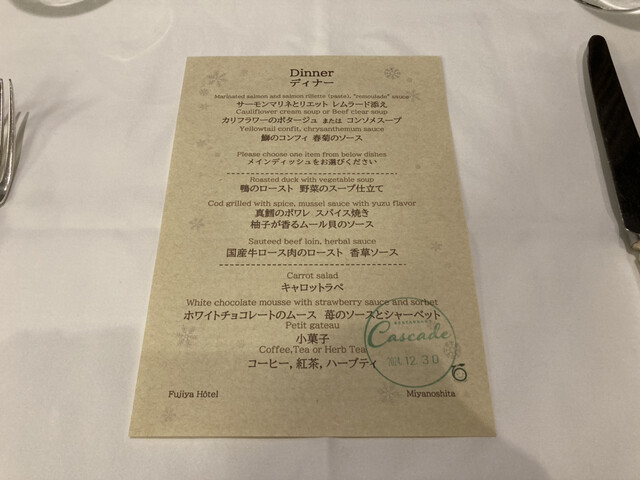 Dinner
ディナー
Marinated salmon and salmon rillette (paste), "remoulade" sauce
サーモンマリネとリエット レムラード添え
Cauliflower cream soup or Beef clear soup
カリフラワーのポタージュ または コンソメスープ
Yellowtail confit, chrysanthemum sauce
鰤のコンフィ 春菊のソース
Please choose one item from below dishes
メインディッシュをお選びください
Roasted duck with vegetable soup
鴨のロースト 野菜のスープ仕立て
Cod grilled with spice, mussel sauce with yuzu flavor
真鱈のポワレ スパイス焼き
柚子が香るムール貝のソース
Sauteed beef loin, herbal sauce
国産牛ロース肉のロースト 香草ソース
Carrot salad
キャロットラペ
White chocolate mousse with strawberry sauce and sorbet
ホワイトチョコレートのムース 苺のソースとシャーベット
Petit gateau
小菓子
Coffee,Tea or Herb Tea
コーヒー, 紅茶, ハーブティ
Cascade
12.30
Fujiya Hôtel
Miyanoshita